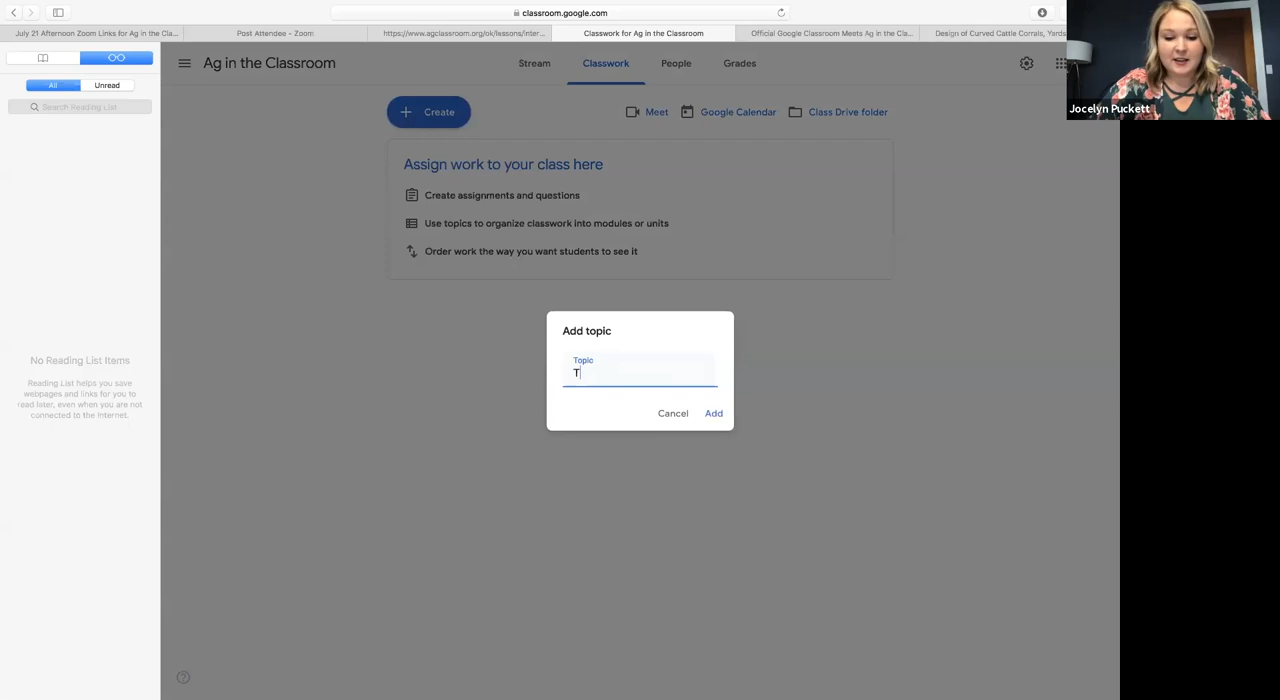 classroom.google.com
July 21 Afternoon Zoom Links for Ag in the Cla...
Post Attendee - Zoom
https://www.agclassroom.org/ok/lessons/inter...
Classwork for Ag in the Classroom
Official Google Classroom Meets Ag in the Cla...
Design of Curved Cattle Corrals, Yards
All
Unread
Search Reading List
No Reading List Items
Reading List helps you save
webpages and links for you to
read later, even when you are not
connected to the Internet.
Ag in the Classroom
Stream
Classwork
People
Grades
Create
Meet
Google Calendar
Class Drive folder
Assign work to your class here
Create assignments and questions
Use topics to organize classwork into modules or units
Order work the way you want students to see it
Add topic
Topic
T
Cancel
Add
Jocelyn Puckett